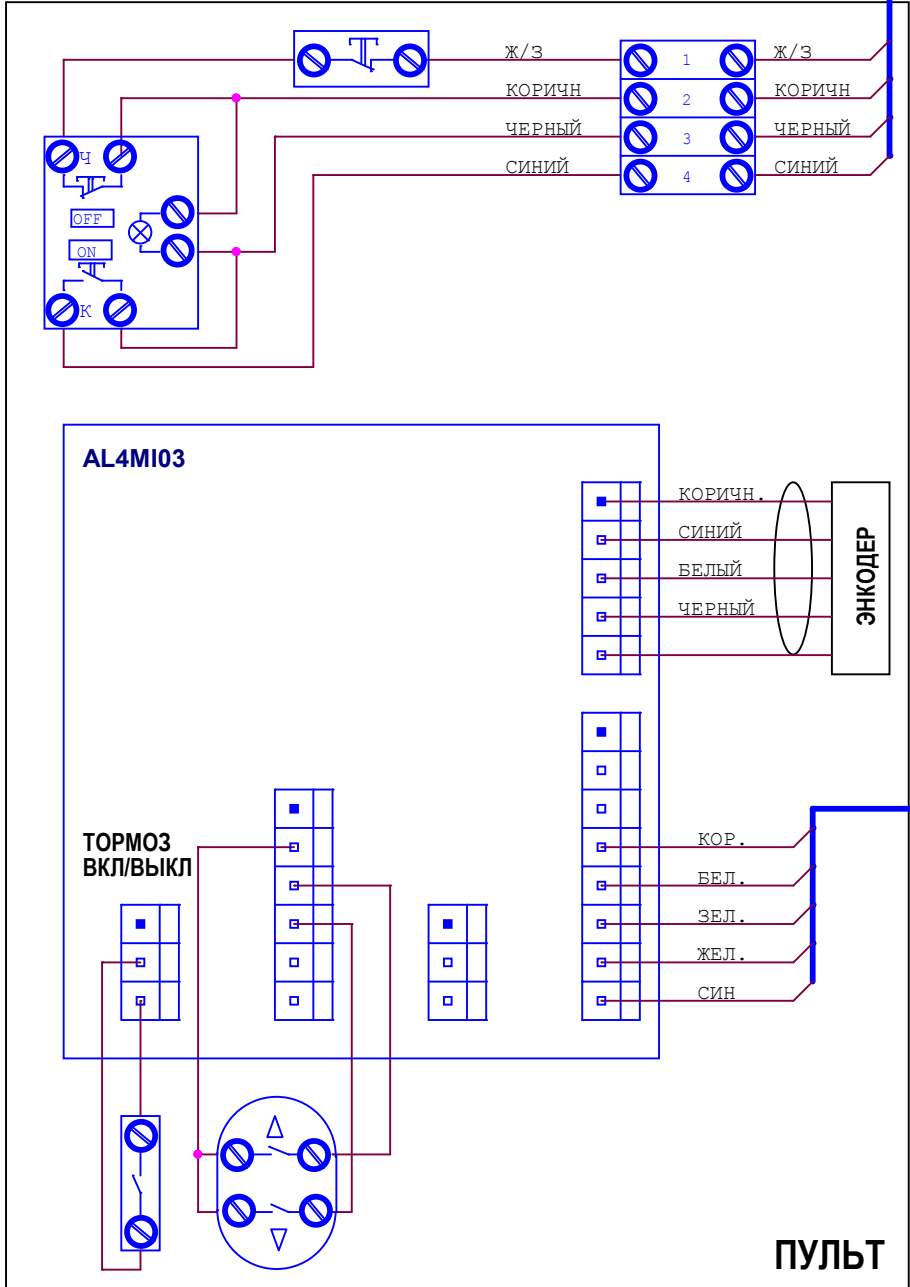 Ж/З 1 Ж/З
КОРИЧН 2 КОРИЧН
ЧЕРНЫЙ 3 ЧЕРНЫЙ
СИНИЙ 4 СИНИЙ
Ч
OFF
ON
К
AL4MI03
КОРИЧН.
СИНИЙ
БЕЛЫЙ
ЧЕРНЫЙ
ЭНКОДЕР
ТОРМОЗ
ВКЛ/ВЫКЛ
КОР.
БЕЛ.
ЗЕЛ.
ЖЕЛ.
СИН
ПУЛЬТ